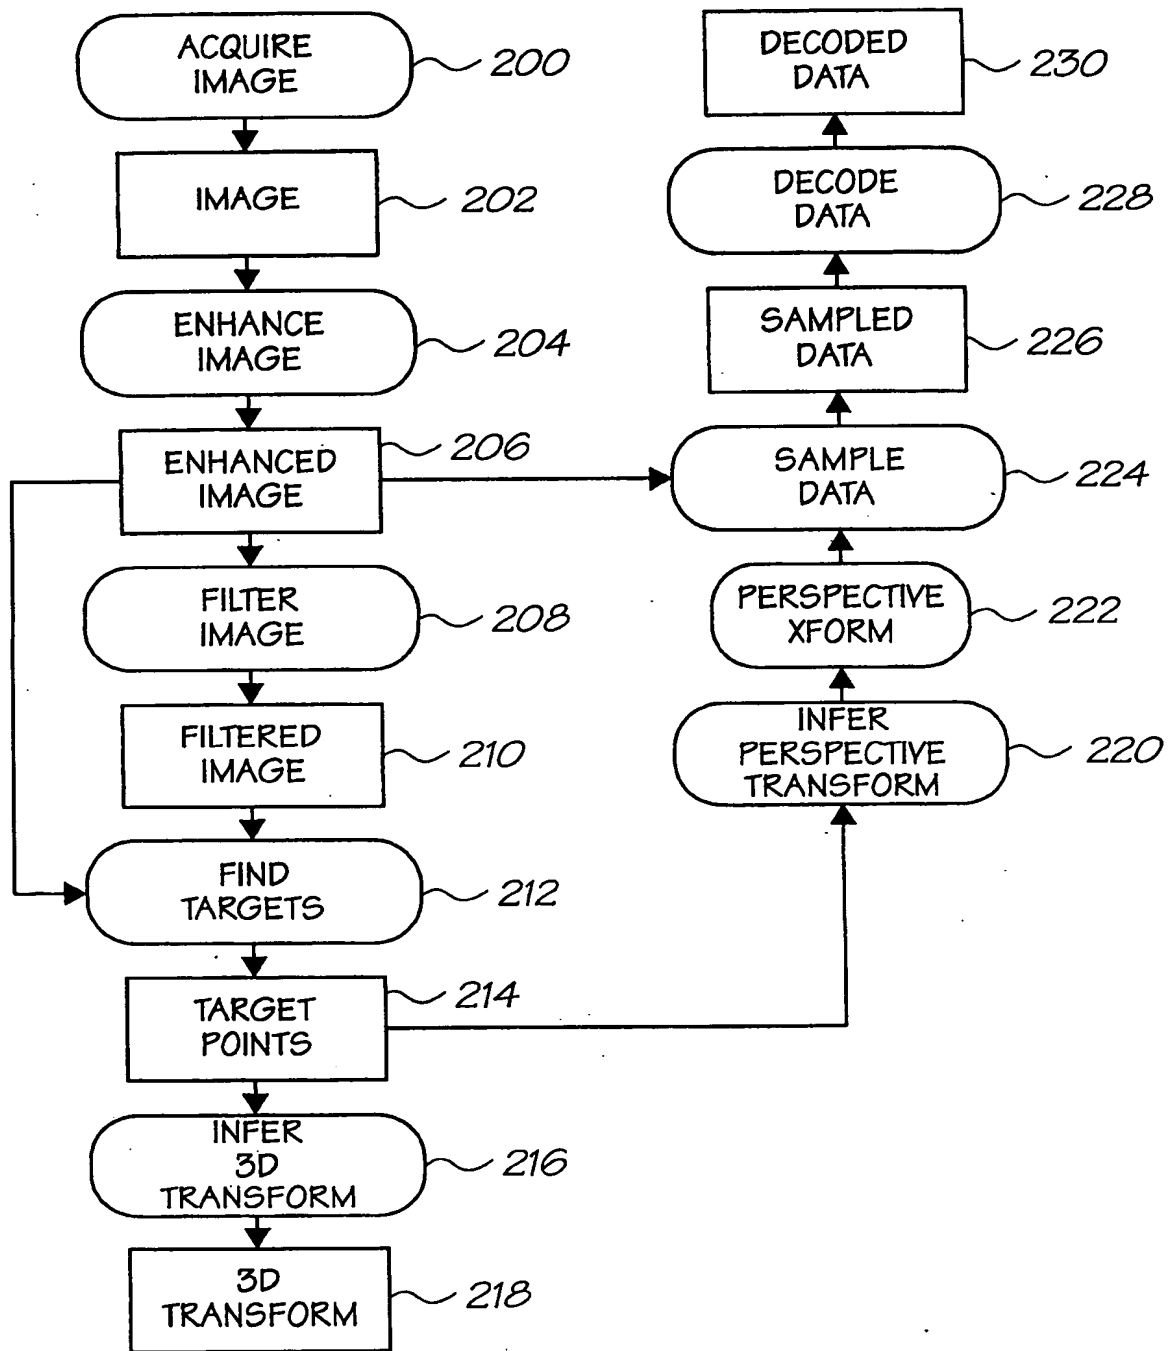 ACQUIRE
IMAGE
200
IMAGE
202
ENHANCE
IMAGE
204
ENHANCED
IMAGE
206
FILTER
IMAGE
208
FILTERED
IMAGE
210
FIND
TARGETS
212
TARGET
POINTS
214
INFER
3D
TRANSFORM
216
3D
TRANSFORM
218
DECODED
DATA
230
DECODE
DATA
228
SAMPLED
DATA
226
SAMPLE
DATA
224
PERSPECTIVE
XFORM
222
INFER
PERSPECTIVE
TRANSFORM
220